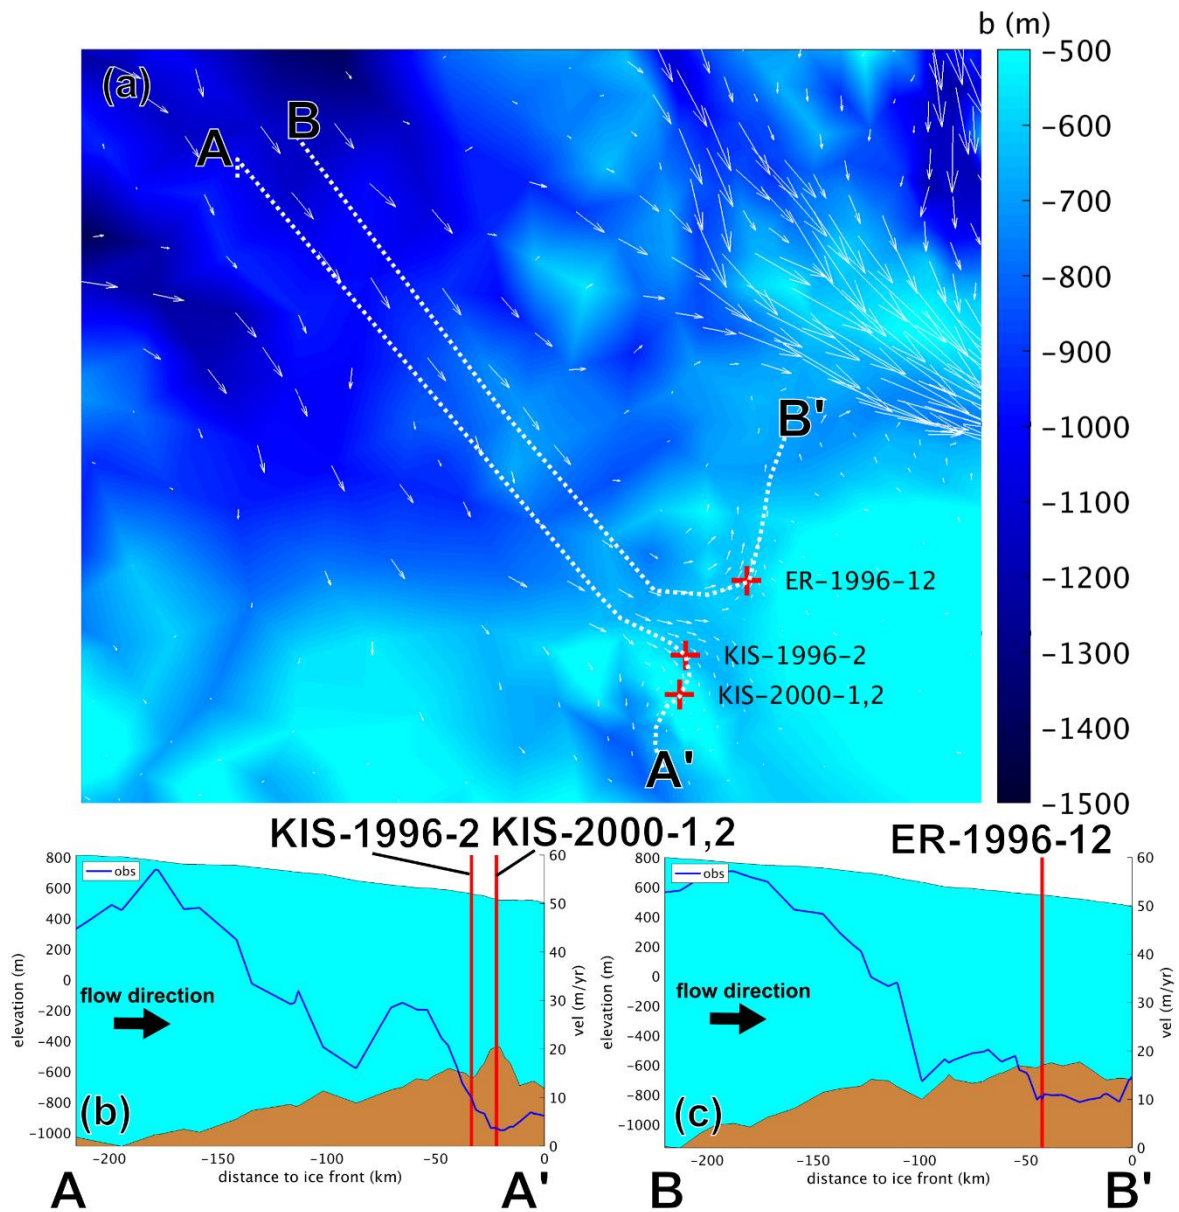 b (m)
(a)
A
B
B'
A'
ER-1996-12
KIS-1996-2
KIS-2000-1,2
-500
-600
-700
-800
-900
-1000
-1100
-1200
-1300
-1400
-1500
KIS-1996-2
KIS-2000-1,2
ER-1996-12
800
600
400
200
0
-200
-400
-600
-800
-1000
elevation (m)
obs
flow direction
(b)
60
50
40
30
20
10
0
vel (m/yr)
-200
-150
-100
-50
0
distance to ice front (km)
A
A'
800
600
400
200
0
-200
-400
-600
-800
-1000
elevation (m)
obs
flow direction
(c)
60
50
40
30
20
10
0
vel (m/yr)
-200
-150
-100
-50
0
distance to ice front (km)
B
B'